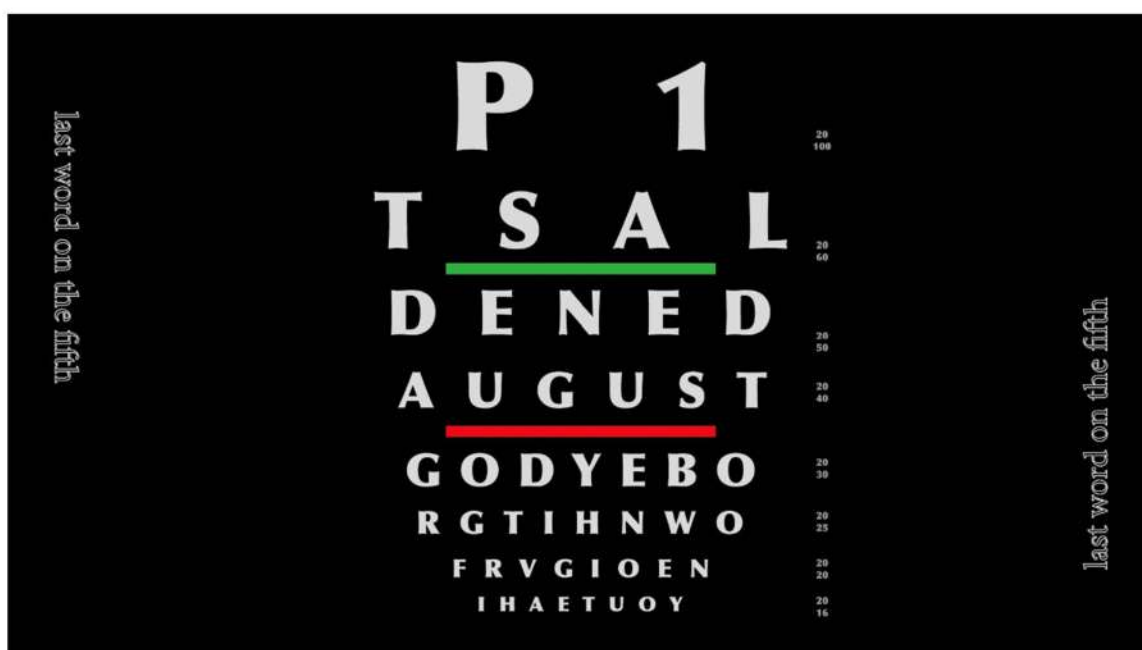 P 1
20
100
T S A L
20
60
D E N E D
20
50
A U G U S T
20
40
G O D Y E B O
20
30
R G T I H N W O
20
25
F R V G I O E N
20
20
I H A E T U O Y
20
16
last word on the fifth
last word on the fifth